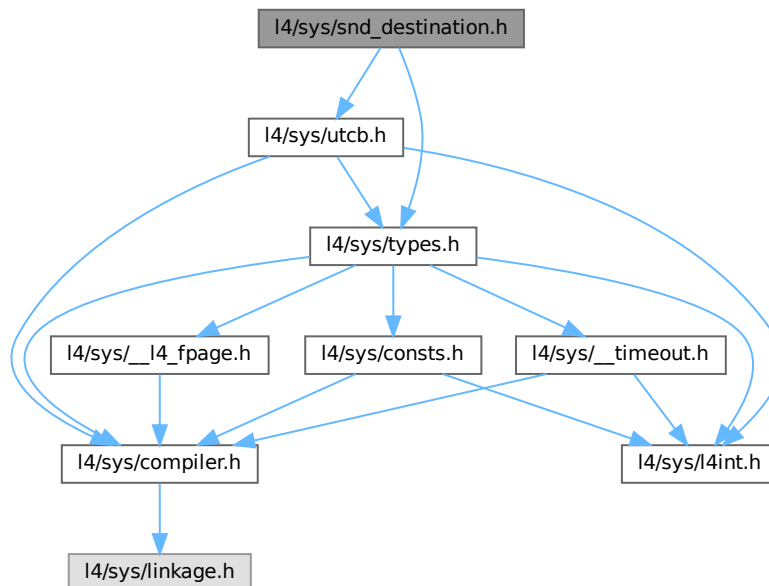 l4/sys/snd_destination.h
l4/sys/utcb.h
l4/sys/types.h
l4/sys/__l4_fpage.h
l4/sys/consts.h
l4/sys/__timeout.h
l4/sys/compiler.h
l4/sys/l4int.h
l4/sys/linkage.h